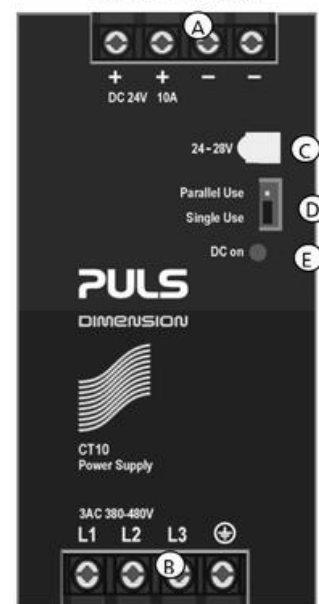 A
+ + − −
DC 24V 10A
24–28V C
Parallel Use
Single Use D
DC on E
PULS
DIMENSION
CT10
Power Supply
3AC 380-480V
L1 L2 L3
B